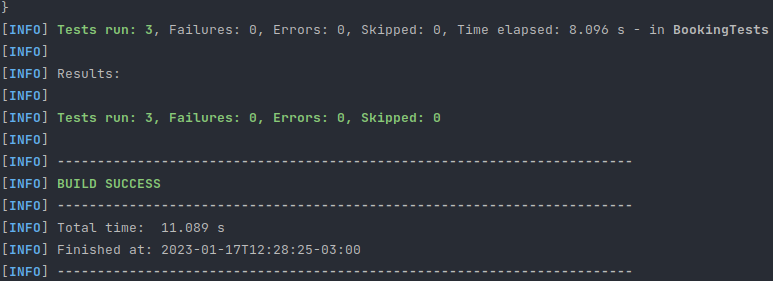 }
[INFO] Tests run: 3, Failures: 0, Errors: 0, Skipped: 0, Time elapsed: 8.096 s - in BookingTests
[INFO]
[INFO] Results:
[INFO]
[INFO] Tests run: 3, Failures: 0, Errors: 0, Skipped: 0
[INFO]
[INFO] ------------------------------------------------------------------------
[INFO] BUILD SUCCESS
[INFO] ------------------------------------------------------------------------
[INFO] Total time:  11.089 s
[INFO] Finished at: 2023-01-17T12:28:25-03:00
[INFO] ------------------------------------------------------------------------